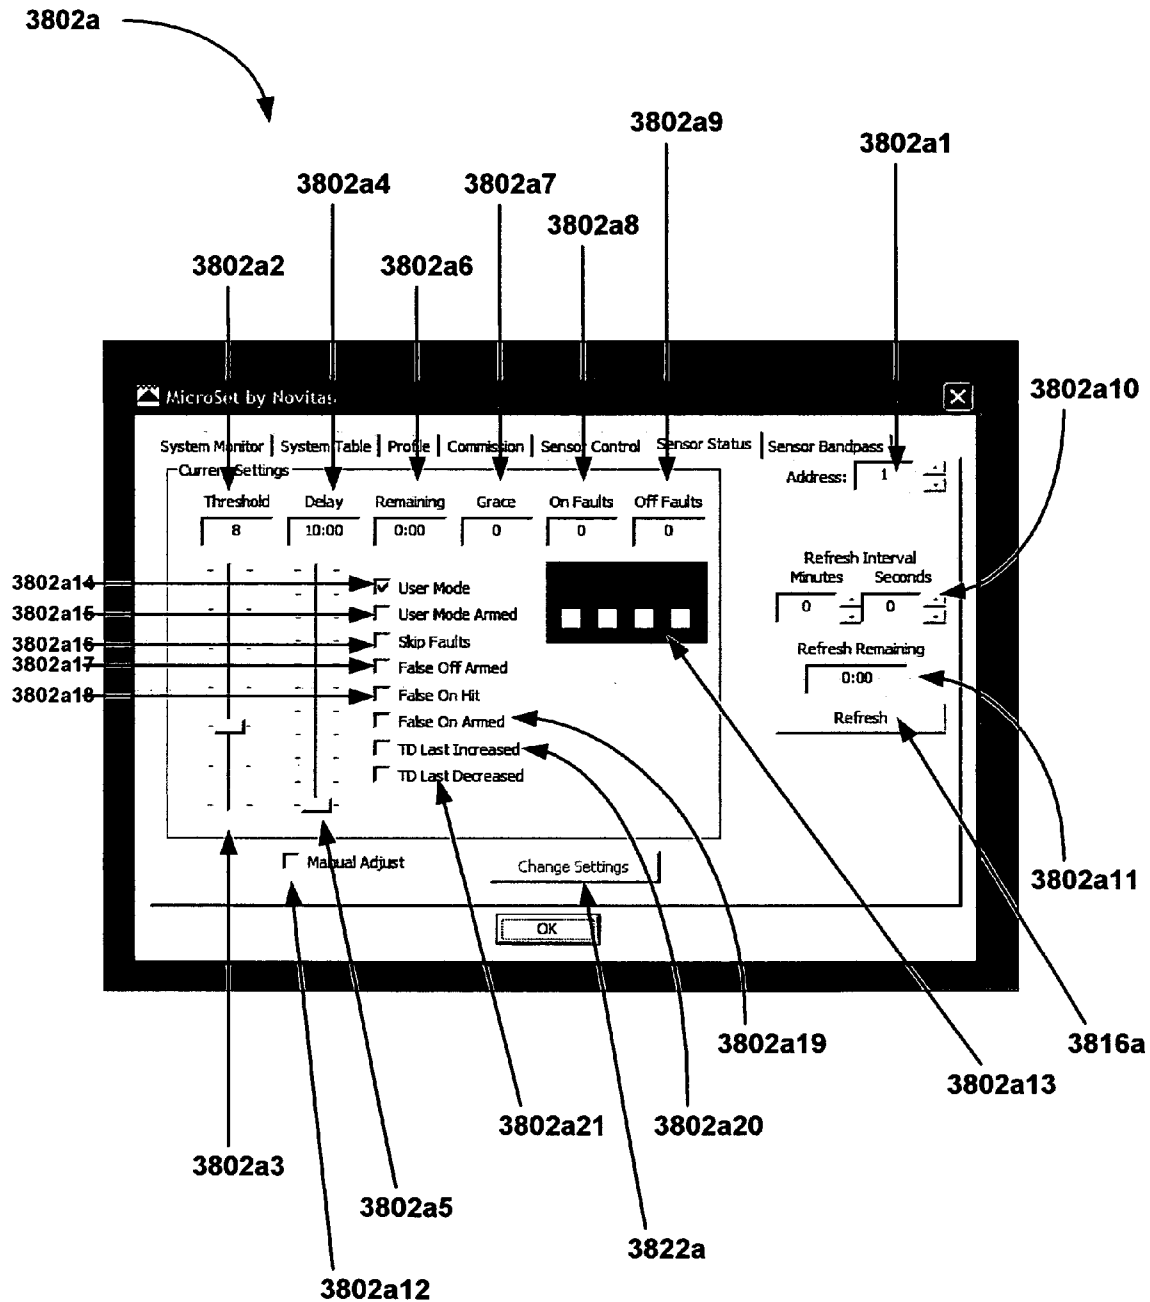 3802a
3802a9
3802a1
3802a4
3802a7
3802a8
3802a2
3802a6
MicroSet by Novitas
3802a10
System Monitor System Table Profile Commission Sensor Control Sensor Status Sensor Bandpass
Current Settings
Address: 1
Threshold Delay Remaining Grace On Faults Off Faults
8 10:00 0:00 0 0 0
Refresh Interval
Minutes Seconds
0 0
3802a14 User Mode
3802a15 User Mode Armed
3802a16 Skip Faults
3802a17 False Off Armed
3802a18 False On Hit
False On Armed
TD Last Increased
TD Last Decreased
Refresh Remaining
0:00
Refresh
Manual Adjust
Change Settings
3802a11
OK
3802a19
3816a
3802a13
3802a21
3802a20
3802a3
3802a5
3822a
3802a12